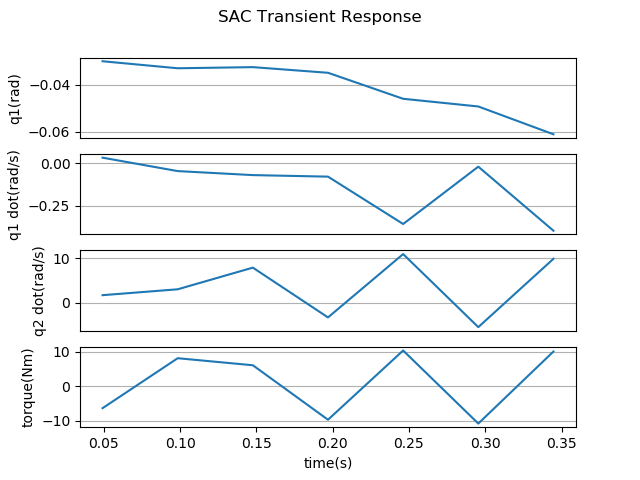 SAC Transient Response
q1(rad)
−0.04
−0.06
q1 dot(rad/s)
0.00
−0.25
q2 dot(rad/s)
10
0
torque(Nm)
10
0
−10
0.05 0.10 0.15 0.20 0.25 0.30 0.35
time(s)